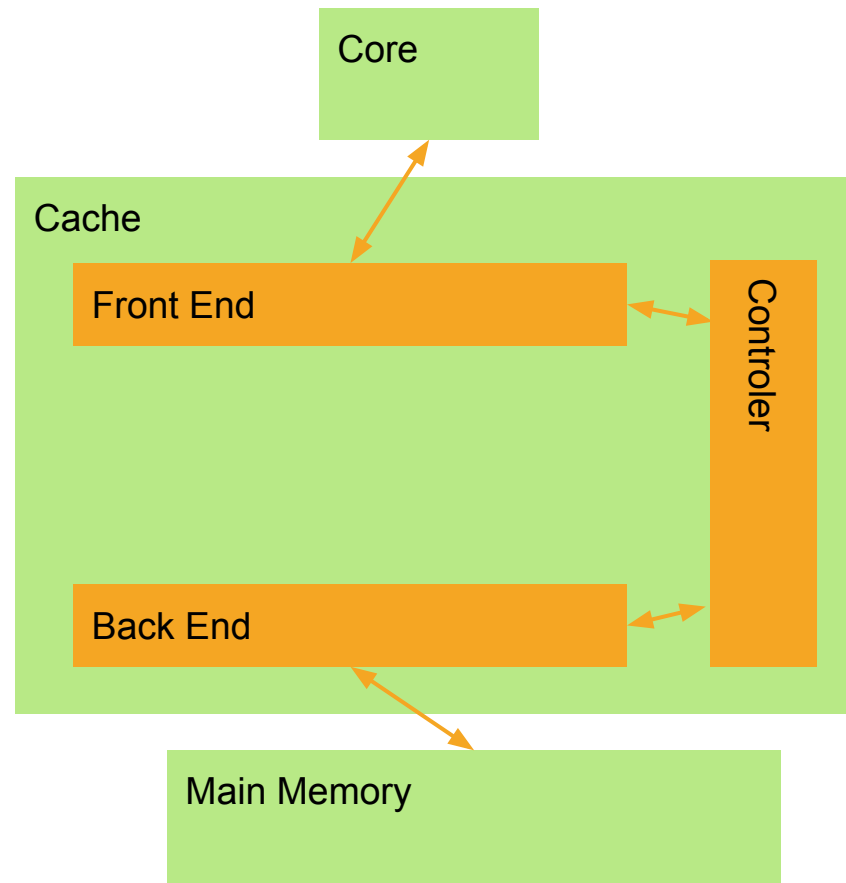 Core
Cache
Front End
Controler
Back End
Main Memory